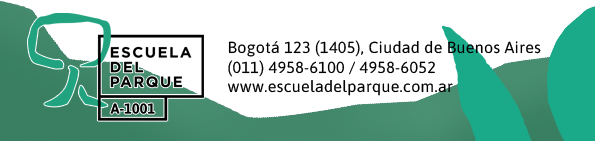 ESCUELA
DEL
PARQUE
A-1001
Bogotá 123 (1405), Ciudad de Buenos Aires
(011) 4958-6100 / 4958-6052
www.escueladelparque.com.ar